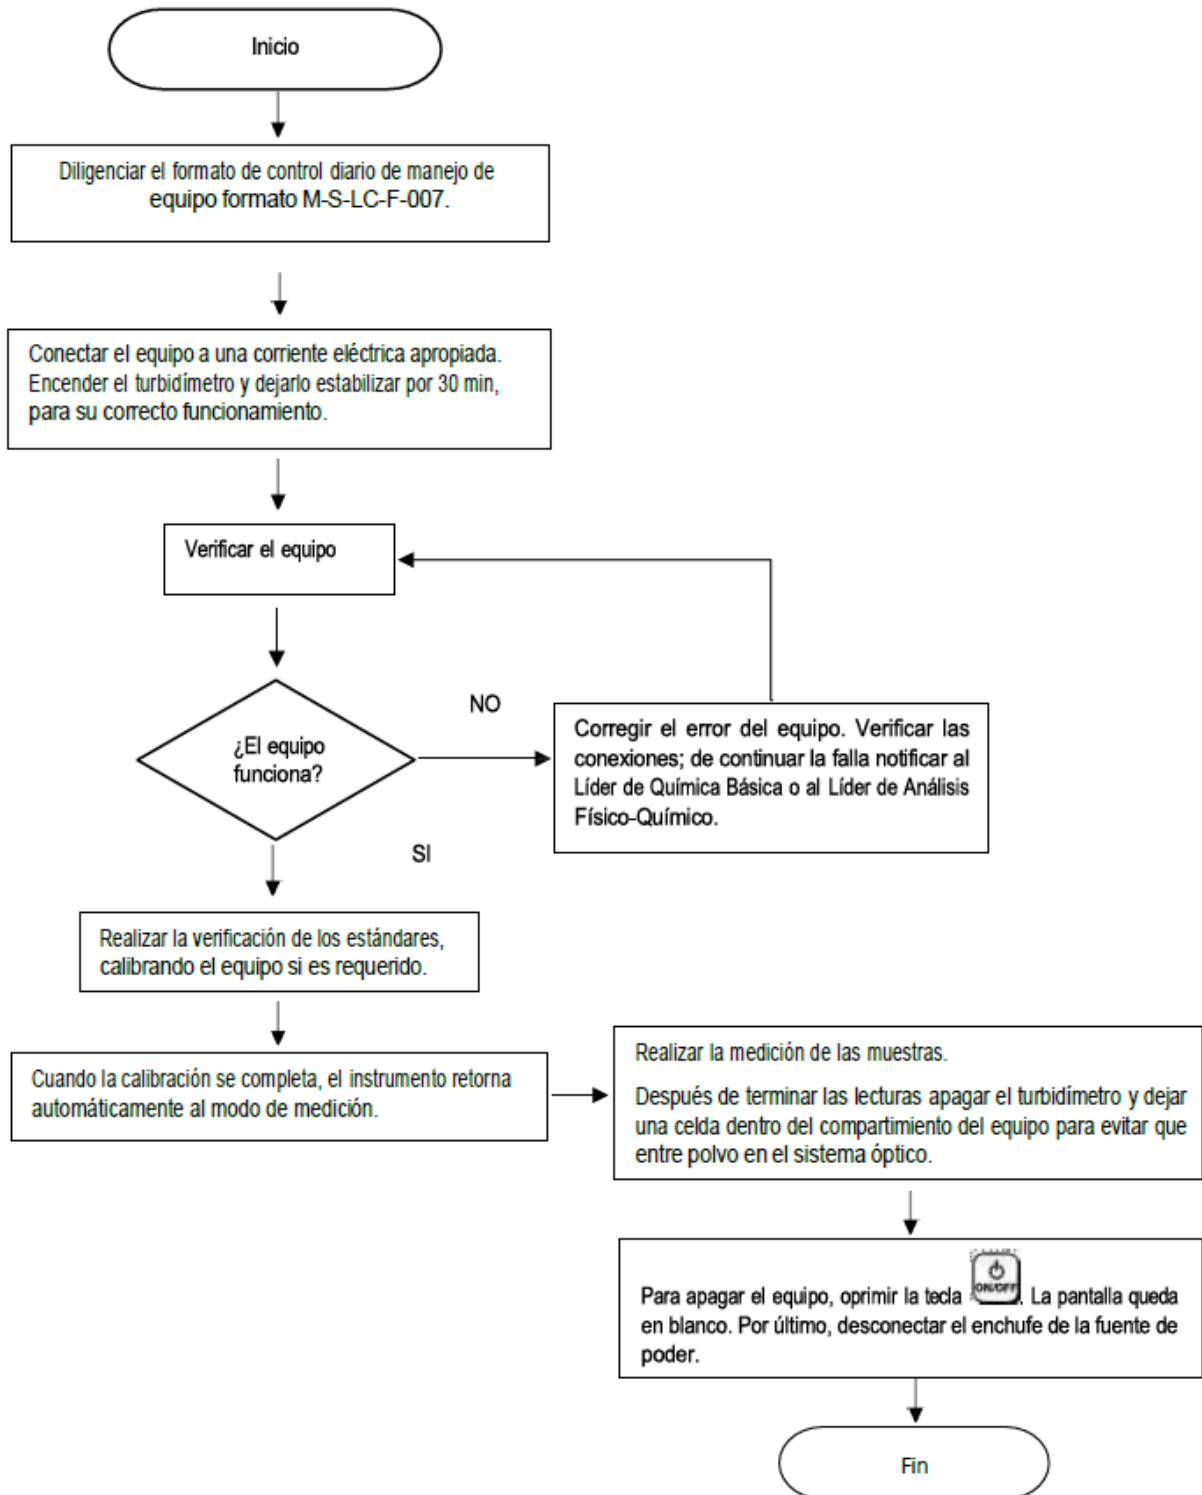 Inicio
Diligenciar el formato de control diario de manejo de
equipo formato M-S-LC-F-007.
Conectar el equipo a una corriente eléctrica apropiada.
Encender el turbidímetro y dejarlo estabilizar por 30 min,
para su correcto funcionamiento.
Verificar el equipo
¿El equipo
funciona?
NO
Corregir el error del equipo. Verificar las
conexiones; de continuar la falla notificar al
Líder de Química Básica o al Líder de Análisis
Físico-Químico.
SI
Realizar la verificación de los estándares,
calibrando el equipo si es requerido.
Cuando la calibración se completa, el instrumento retorna
automáticamente al modo de medición.
Realizar la medición de las muestras.
Después de terminar las lecturas apagar el turbidímetro y dejar
una celda dentro del compartimiento del equipo para evitar que
entre polvo en el sistema óptico.
Para apagar el equipo, oprimir la tecla ON/OFF. La pantalla queda
en blanco. Por último, desconectar el enchufe de la fuente de
poder.
Fin